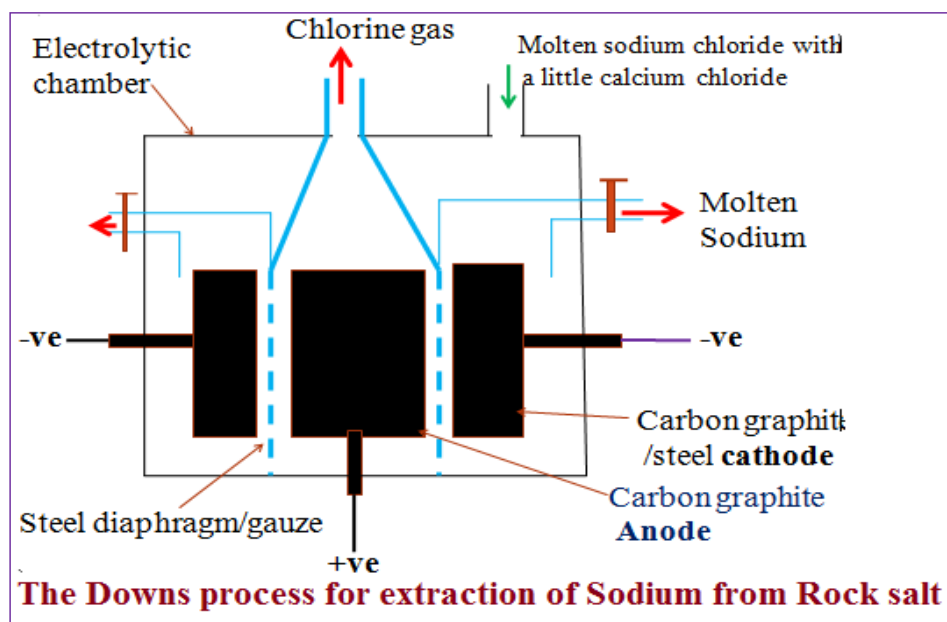 Chlorine gas
Electrolytic
chamber
Molten sodium chloride with
a little calcium chloride
Molten
Sodium
-ve
-ve
Carbon graphite
/steel cathode
Carbon graphite
Anode
Steel diaphragm/gauze
+ve
The Downs process for extraction of Sodium from Rock salt